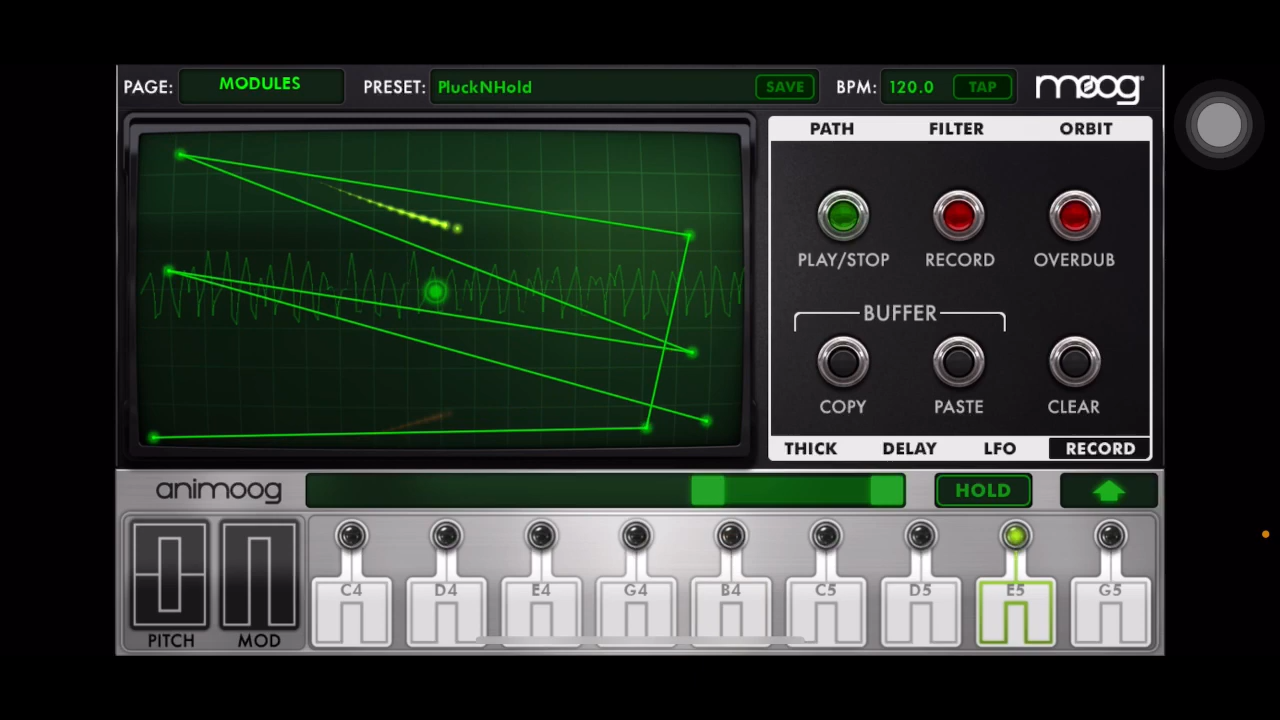 PAGE: MODULES PRESET: PluckNHold SAVE BPM: 120.0 TAP moog
PATH FILTER ORBIT
PLAY/STOP RECORD OVERDUB
BUFFER
COPY PASTE CLEAR
THICK DELAY LFO RECORD
animoog HOLD
C4 D4 E4 G4 B4 C5 D5 E5 G5
PITCH MOD